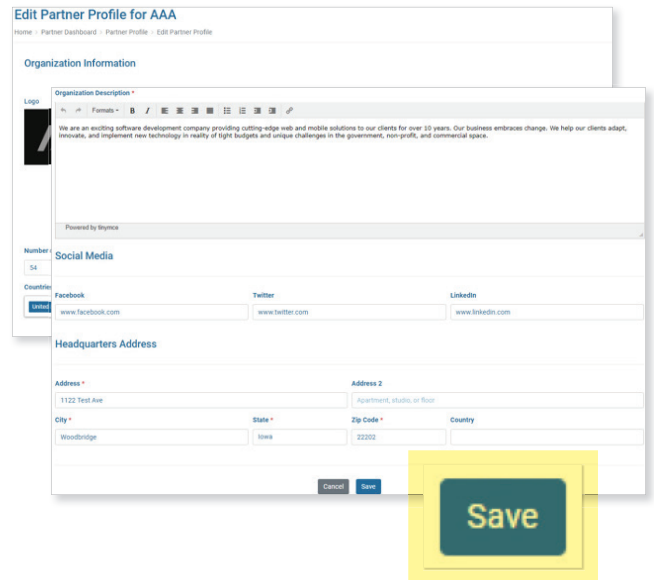 Edit Partner Profile for AAA
Home > Partner Dashboard > Partner Profile > Edit Partner Profile
Organization Information
Logo
Organization Description *
Formats B I
We are an exciting software development company providing cutting-edge web and mobile solutions to our clients for over 10 years. Our business embraces change. We help our clients adapt,
innovate, and implement new technology in reality of tight budgets and unique challenges in the government, non-profit, and commercial space.
Powered by tinymce
Number
54
Countries
United
Social Media
Facebook Twitter LinkedIn
www.facebook.com www.twitter.com www.linkedin.com
Headquarters Address
Address * Address 2
1122 Test Ave Apartment, studio, or floor
City * State * Zip Code * Country
Woodbridge Iowa 22202
Cancel Save
Save